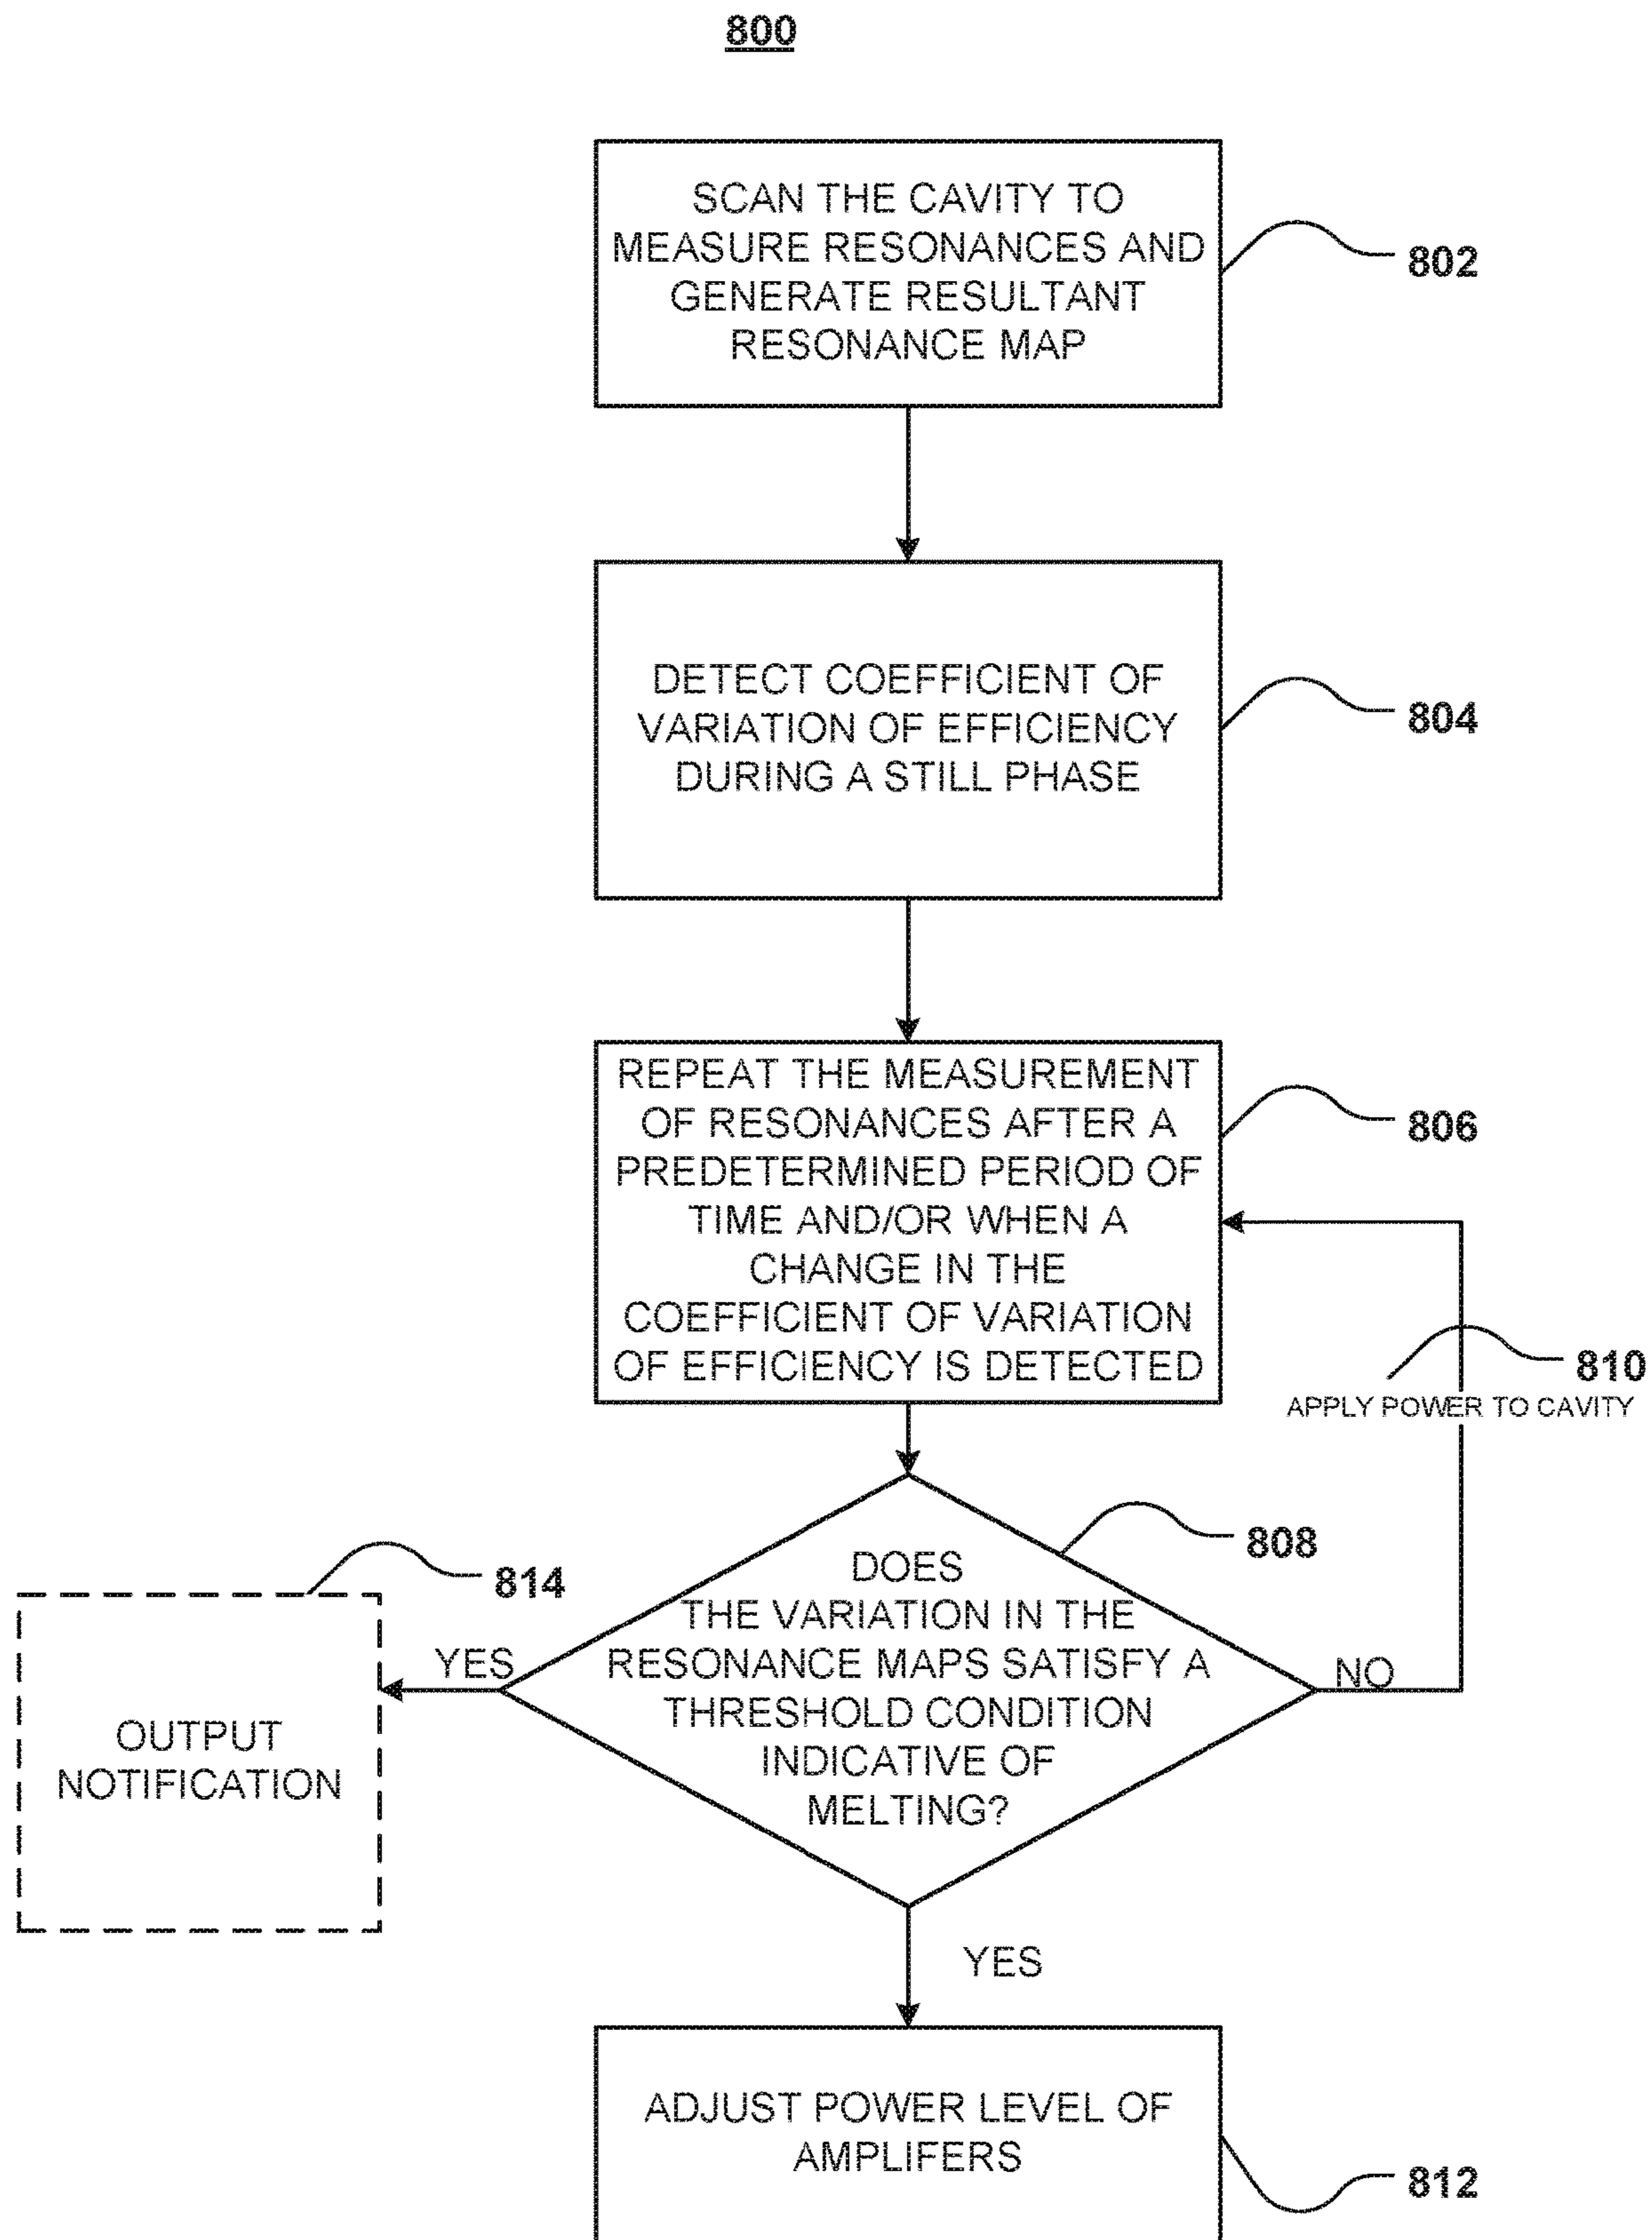 800
SCAN THE CAVITY TO
MEASURE RESONANCES AND
GENERATE RESULTANT
RESONANCE MAP
802
DETECT COEFFICIENT OF
VARIATION OF EFFICIENCY
DURING A STILL PHASE
804
REPEAT THE MEASUREMENT
OF RESONANCES AFTER A
PREDETERMINED PERIOD OF
TIME AND/OR WHEN A
CHANGE IN THE
COEFFICIENT OF VARIATION
OF EFFICIENCY IS DETECTED
806
810
APPLY POWER TO CAVITY
808
DOES
THE VARIATION IN THE
RESONANCE MAPS SATISFY A
THRESHOLD CONDITION
INDICATIVE OF
MELTING?
NO
YES
814
OUTPUT
NOTIFICATION
YES
ADJUST POWER LEVEL OF
AMPLIFERS
812